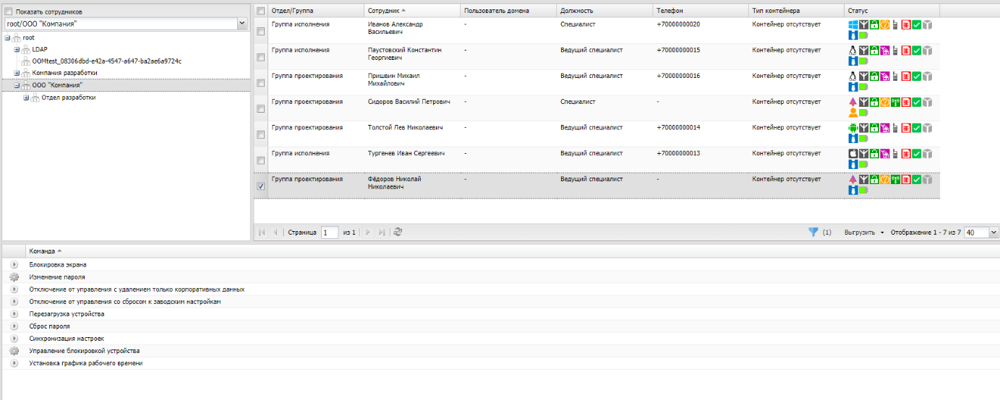 Показать сотрудников
root/ООО "Компания"
root
LDAP
OOMtest_08306dbd-e42a-4547-a647-ba2ae6a9724c
Компания разработки
ООО "Компания"
Отдел разработки
Отдел/Группа Сотрудник Пользователь домена Должность Телефон Тип контейнера Статус
Группа исполнения Иванов Александр - Специалист +70000000020 Контейнер отсутствует
Васильевич
Группа исполнения Паустовский Константин - Ведущий специалист +70000000015 Контейнер отсутствует
Георгиевич
Группа проектирования Пришвин Михаил - Ведущий специалист +70000000016 Контейнер отсутствует
Михайлович
Группа проектирования Сидоров Василий Петрович - Специалист - Контейнер отсутствует
Группа проектирования Толстой Лев Николаевич - Ведущий специалист +70000000014 Контейнер отсутствует
Группа проектирования Тургенев Иван Сергеевич - Ведущий специалист +70000000013 Контейнер отсутствует
Группа проектирования Фёдоров Николай - Ведущий специалист - Контейнер отсутствует
Николаевич
Страница 1 из 1 (1) Выгрузить Отображение 1 - 7 из 7 40
Команда
Блокировка экрана
Изменение пароля
Отключение от управления с удалением только корпоративных данных
Отключение от управления со сбросом к заводским настройкам
Перезагрузка устройства
Сброс пароля
Синхронизация настроек
Управление блокировкой устройства
Установка графика рабочего времени